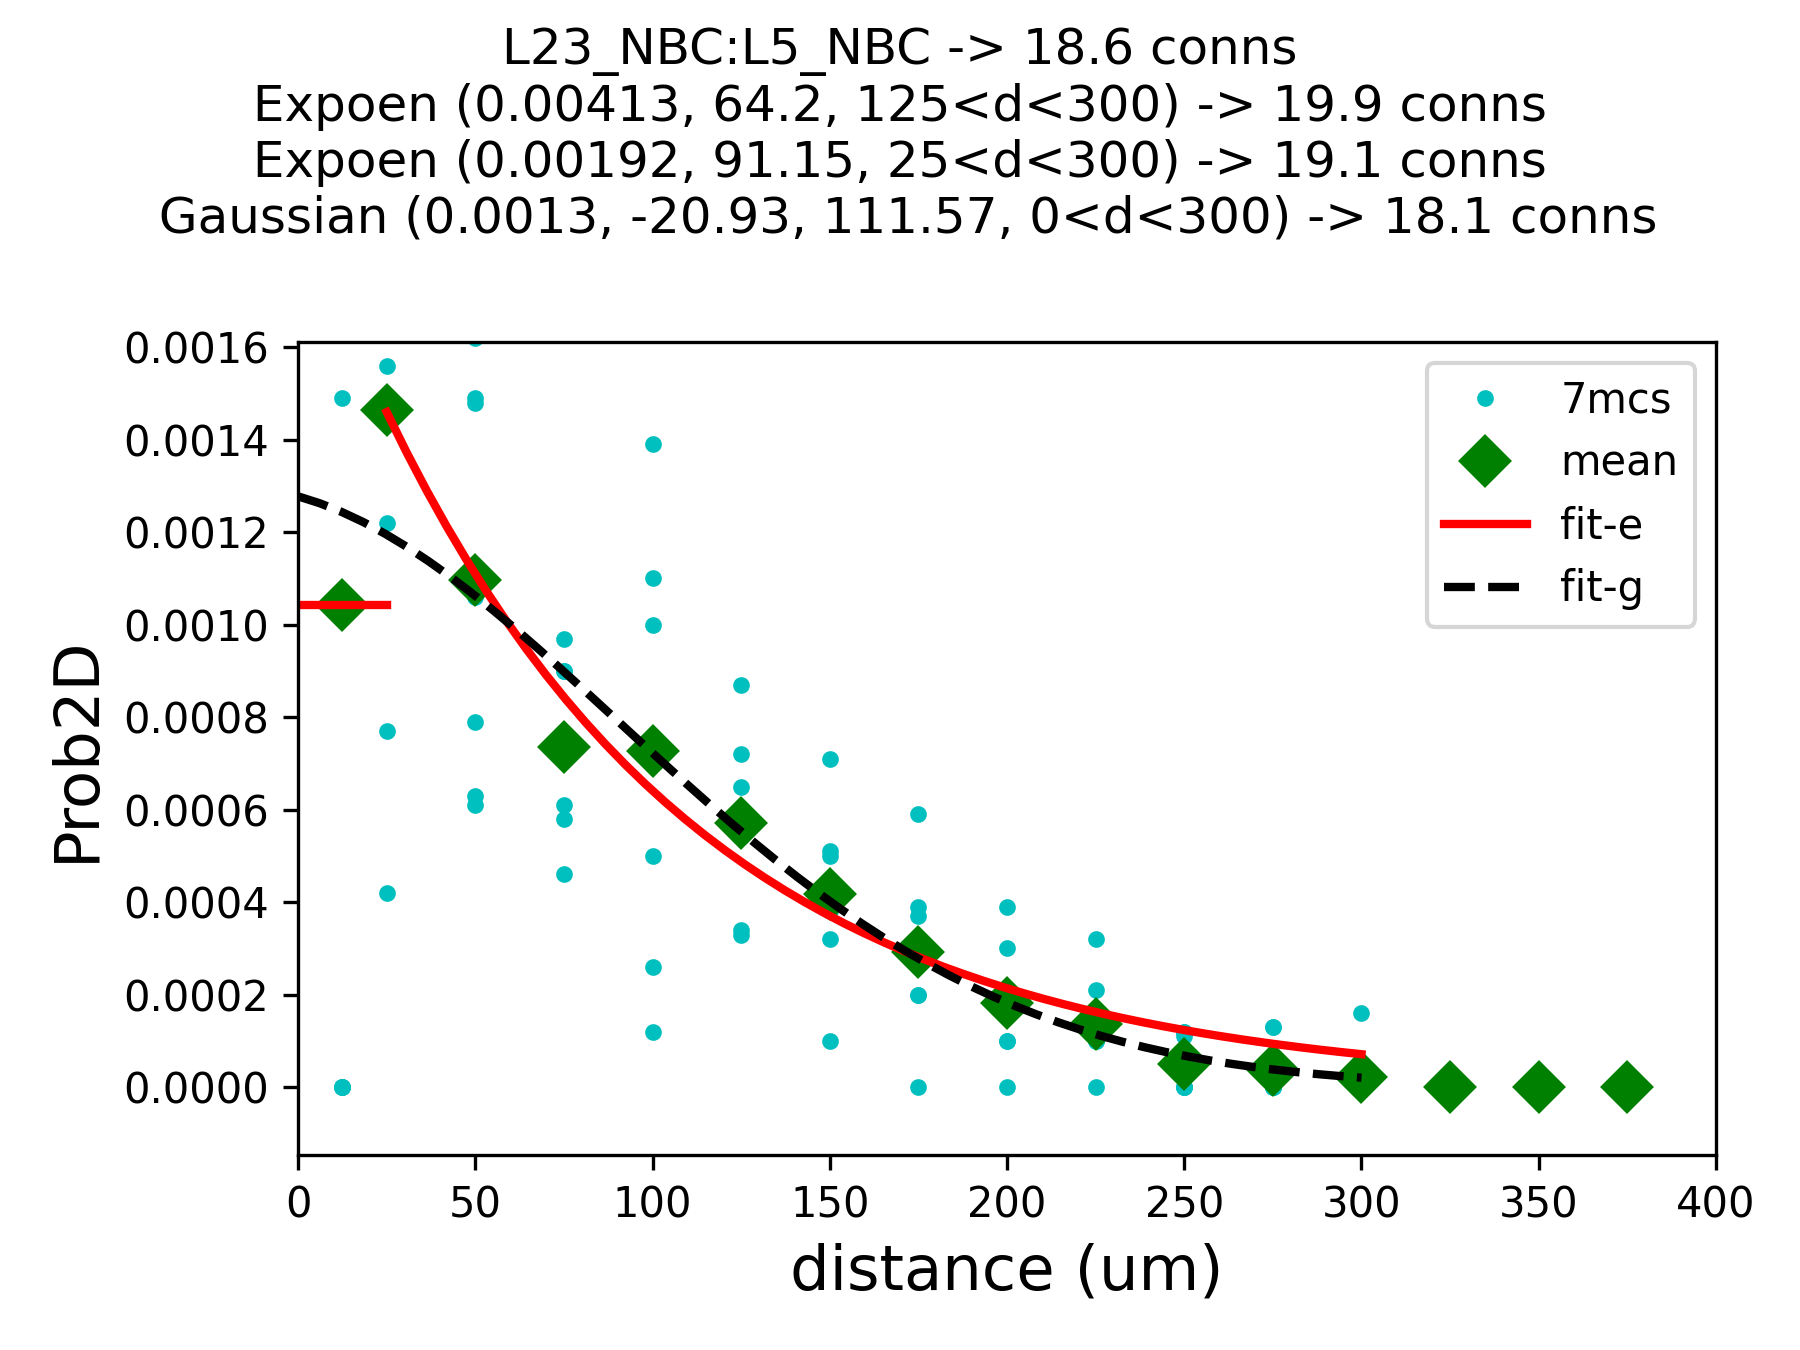 L23_NBC:L5_NBC -> 18.6 conns
Expoen (0.00413, 64.2, 125<d<300) -> 19.9 conns
Expoen (0.00192, 91.15, 25<d<300) -> 19.1 conns
Gaussian (0.0013, -20.93, 111.57, 0<d<300) -> 18.1 conns
0.0016
0.0014
0.0012
0.0010
0.0008
0.0006
0.0004
0.0002
0.0000
Prob2D
7mcs
mean
fit-e
fit-g
0 50 100 150 200 250 300 350 400
distance (um)